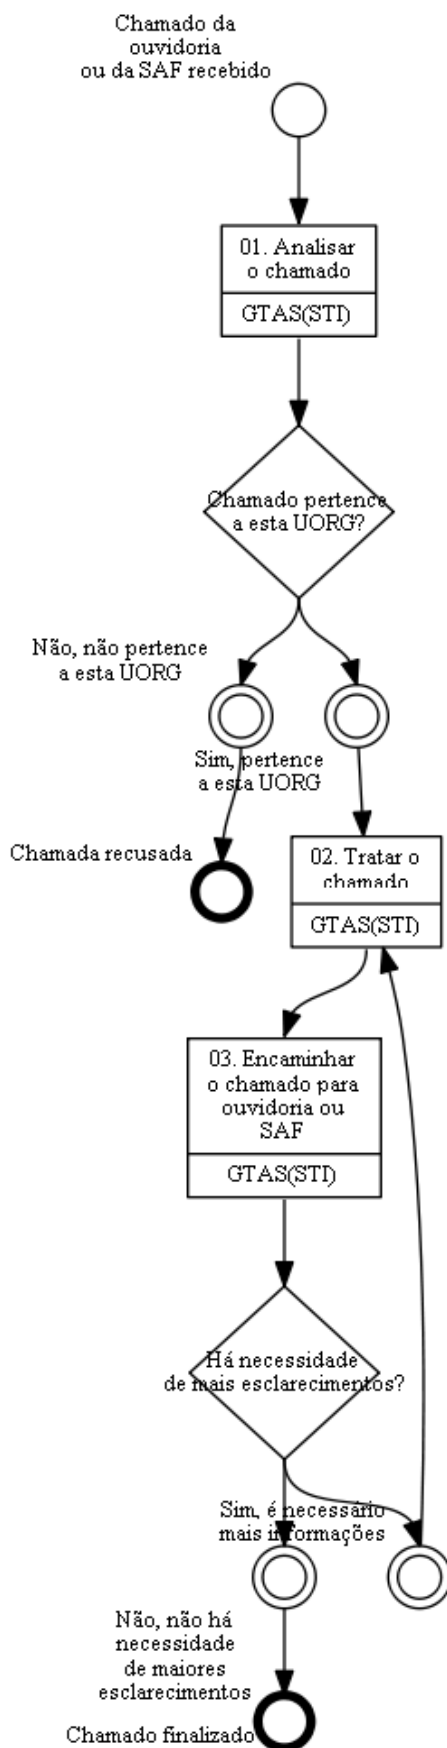 Chamado da
ouvidoria
ou da SAF recebido
01. Analisar
o chamado
GTAS(STI)
Chamado pertence
a esta UORG?
Não, não pertence
a esta UORG
Sim, pertence
a esta UORG
Chamada recusada
02. Tratar o
chamado
GTAS(STI)
03. Encaminhar
o chamado para
ouvidoria ou
SAF
GTAS(STI)
Há necessidade
de mais esclarecimentos?
Sim, é necessário
mais informações
Não, não há
necessidade
de maiores
esclarecimentos
Chamado finalizado